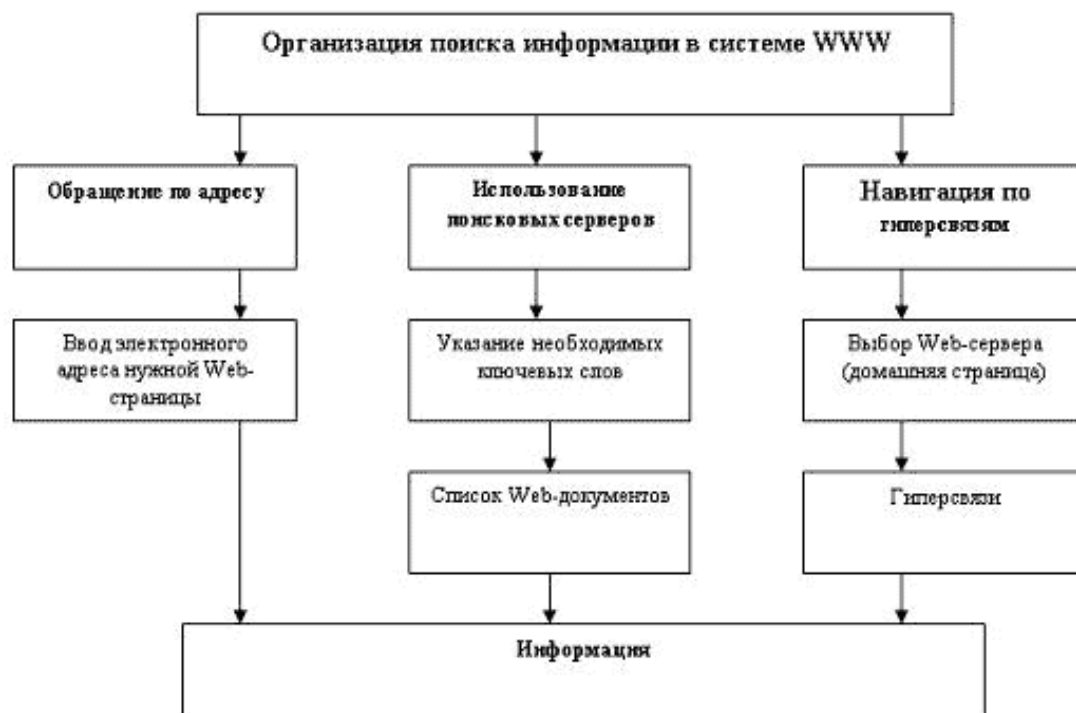 Организация поиска информации в системе WWW
Обращение по адресу
Использование
поисковых серверов
Навигация по
гиперсвязям
Ввод электронного
адреса нужной Web-
страницы
Указание необходимых
ключевых слов
Выбор Web-сервера
(домашняя страница)
Список Web-документов
Гиперсвязи
Информация